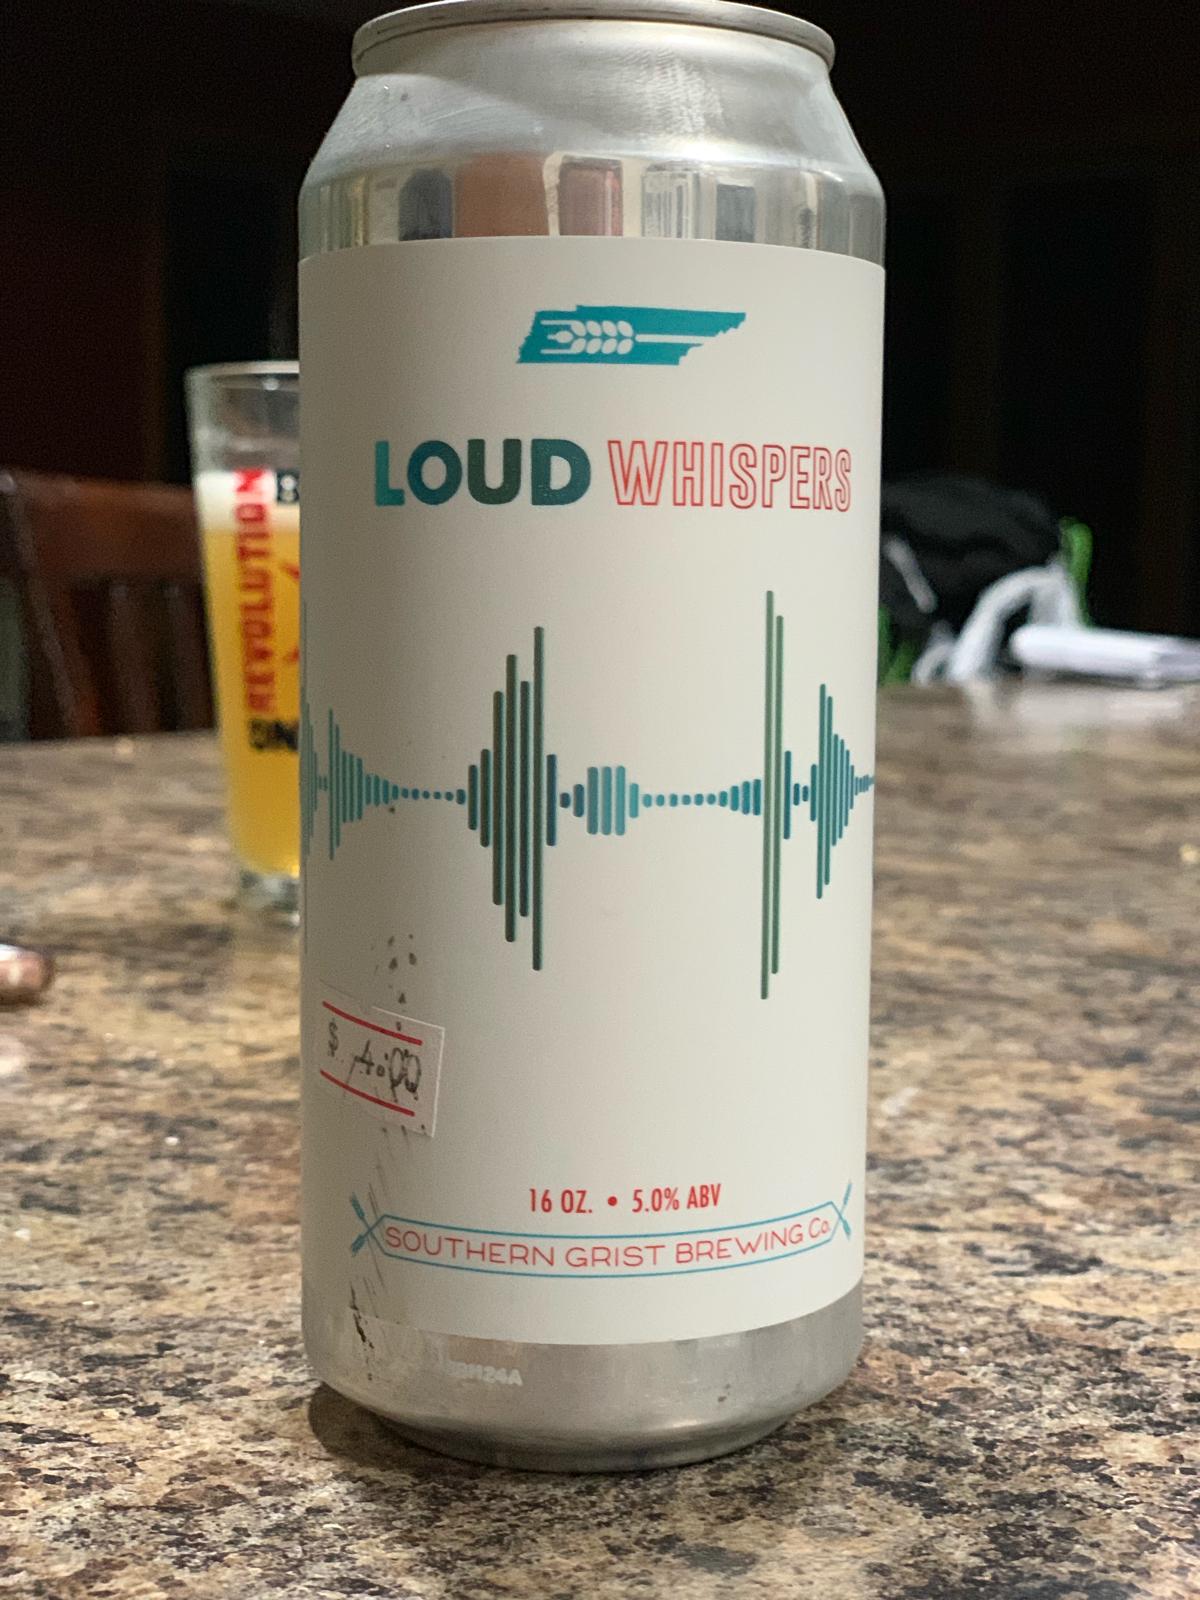 LOUD WHISPERS
REVOLUTION
$ 4.00
16 OZ. • 5.0% ABV
SOUTHERN GRIST BREWING Co.